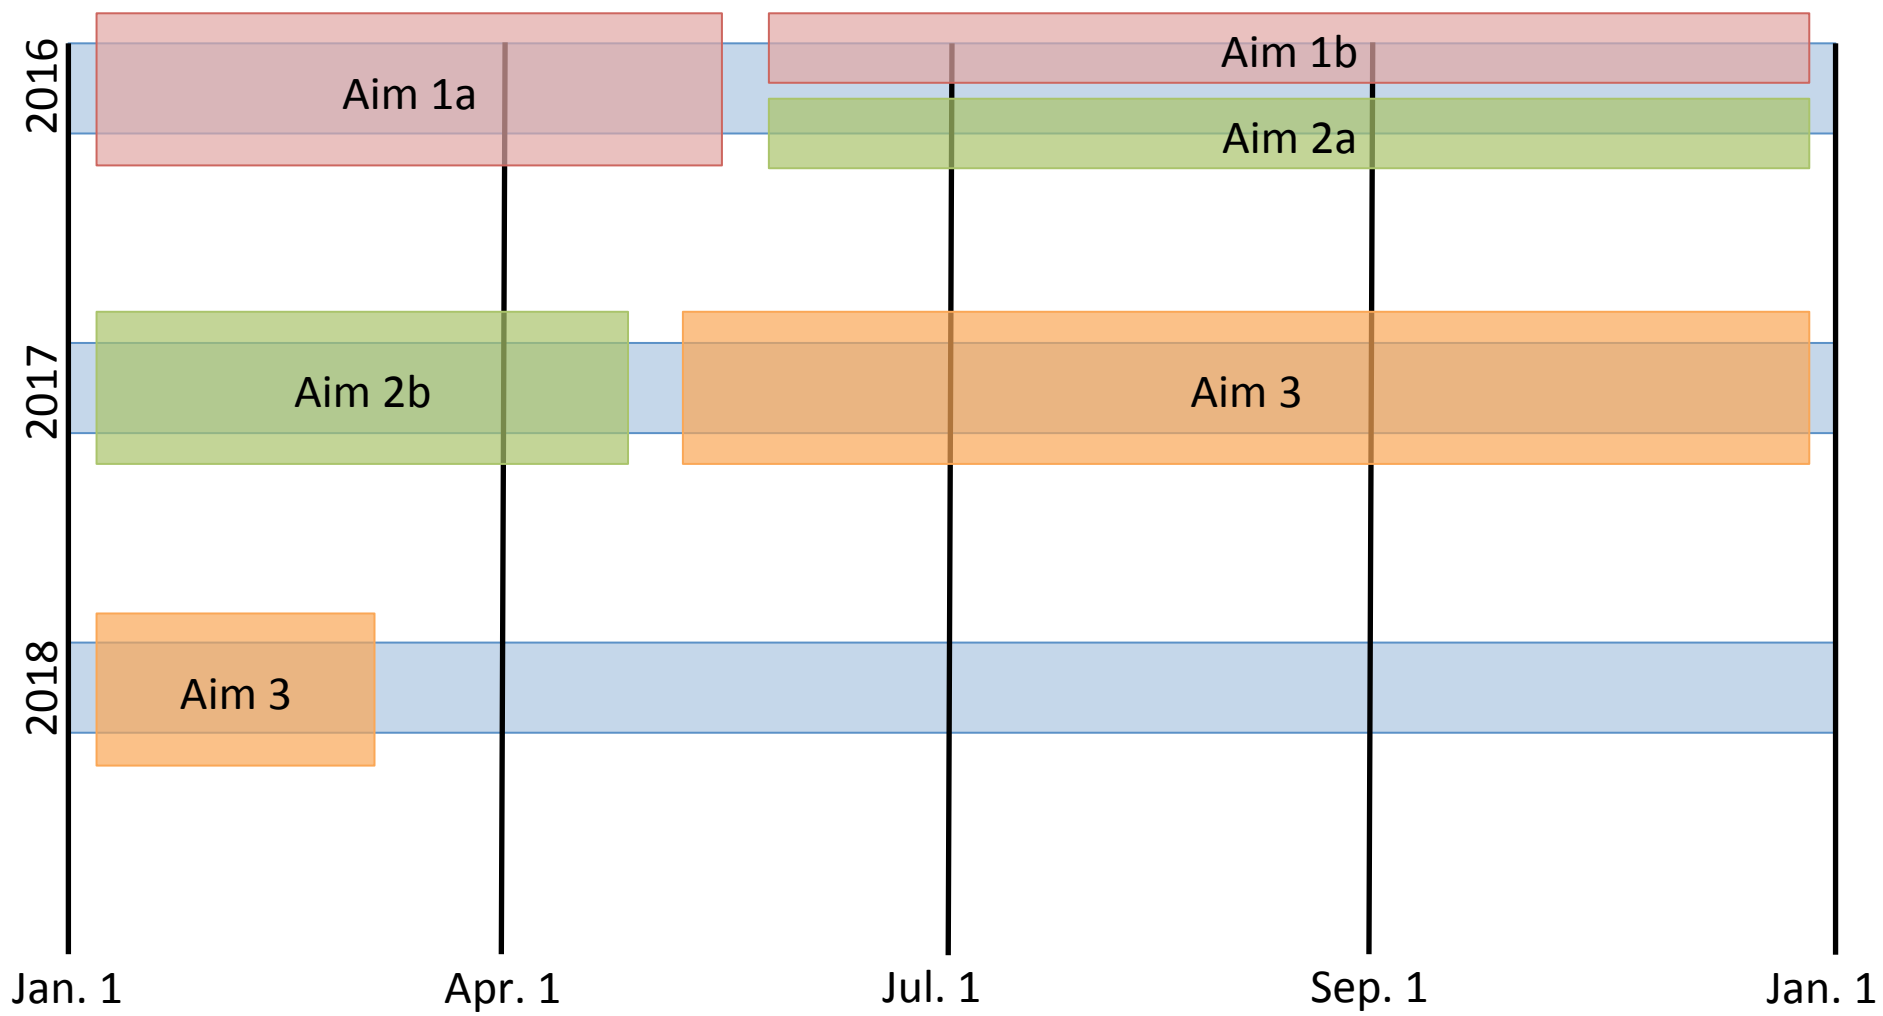 2016
Aim 1a
Aim 1b
Aim 2a
2017
Aim 2b
Aim 3
2018
Aim 3
Jan. 1
Apr. 1
Jul. 1
Sep. 1
Jan. 1